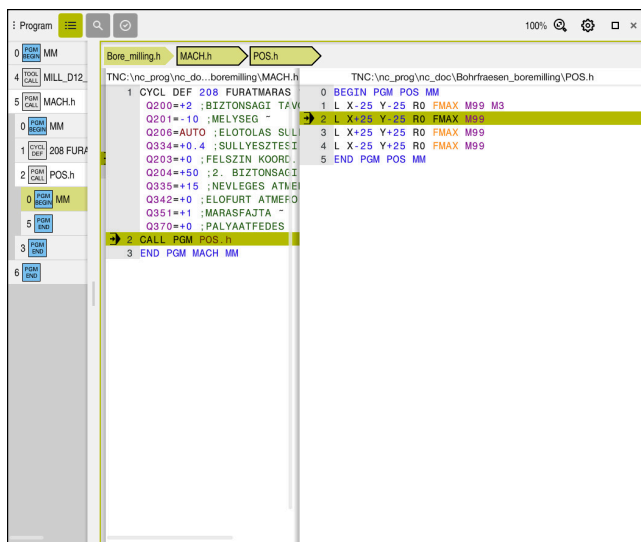 Program
100%
0 PGM BEGIN MM
4 TOOL CALL MILL_D12_
5 PGM CALL MACH.h
0 PGM BEGIN MM
1 CYCL DEF 208 FURA
2 PGM CALL POS.h
0 PGM BEGIN MM
5 PGM END
3 PGM END
6 PGM END
Bore_milling.h MACH.h POS.h
TNC:\nc_prog\nc_do...boremilling\MACH.h
1 CYCL DEF 208 FURATMARAS
Q200=+2 ;BIZTONSAGI TAVO
Q201=-10 ;MELYSEG ~
Q206=AUTO ;ELOTOLAS SULL
Q334=+0.4 ;SULLYESZTESI
Q203=+0 ;FELSZIN KOORD.
Q204=+50 ;2. BIZTONSAGI
Q335=+15 ;NEVLEGES ATME
Q342=+0 ;ELOFURT ATMERO
Q351=+1 ;MARASFAJTA ~
Q370=+0 ;PALYAATFEDES
2 CALL PGM POS.h
3 END PGM MACH MM
TNC:\nc_prog\nc_doc\Bohrfraesen_boremilling\POS.h
0 BEGIN PGM POS MM
1 L X-25 Y-25 R0 FMAX M99 M3
2 L X+25 Y-25 R0 FMAX M99
3 L X+25 Y+25 R0 FMAX M99
4 L X-25 Y+25 R0 FMAX M99
5 END PGM POS MM